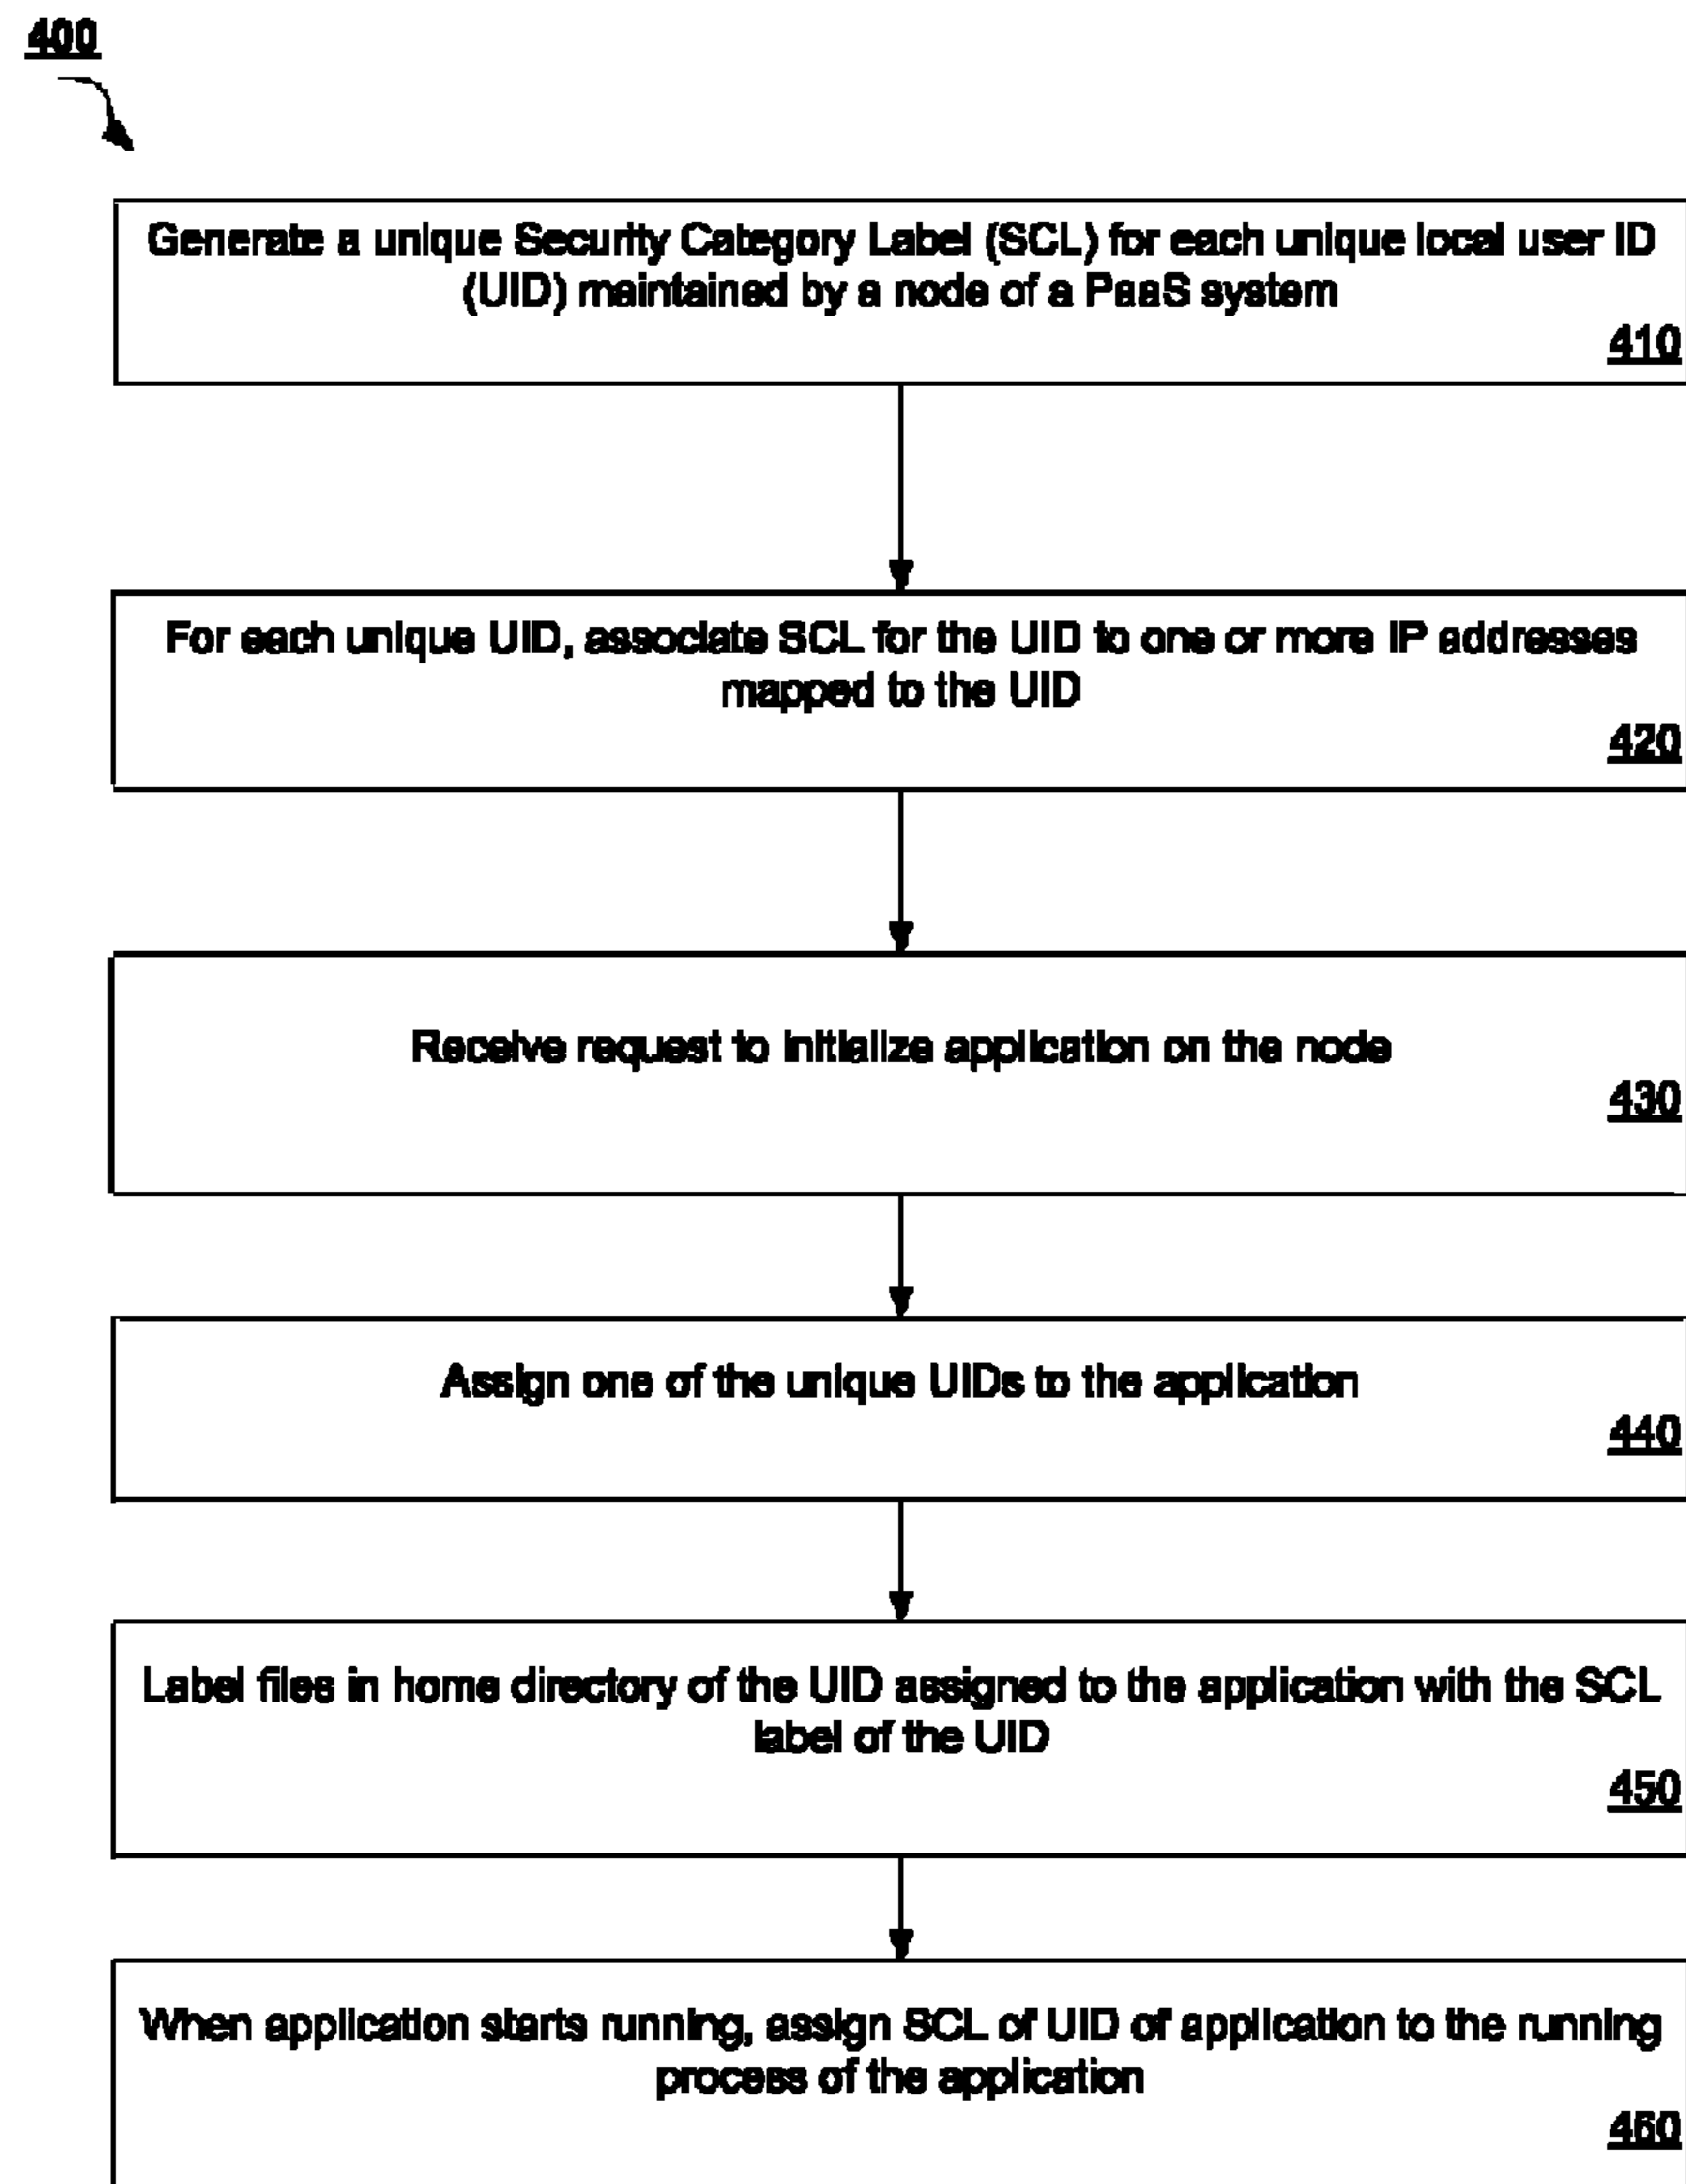 400
Generate a unique Security Category Label (SCL) for each unique local user ID
(UID) maintained by a node of a PaaS system
410
For each unique UID, associate SCL for the UID to one or more IP addresses
mapped to the UID
420
Receive request to initialize application on the node
430
Assign one of the unique UIDs to the application
440
Label files in home directory of the UID assigned to the application with the SCL
label of the UID
450
When application starts running, assign SCL of UID of application to the running
process of the application
460